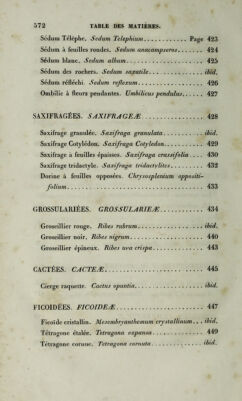 572 TABLE DES MATIÈRES.
Sédum Téléphe. Sedum Telephium............ Page 423
Sédum à feuilles rondes. Sedum anacampseros....... 424
Sédum blanc. Sedum album................... 425
Sédum des rochers. Sedum saxatile................ ibid.
Sédum réfléchi. Sedum reflexum................. 426
Ombilic à fleurs pendantes. Umbilicus pendulus...... 427
SAXIFRAGÉES. SAXIFRAGEÆ............. 428
Saxifrage granulée. Saxifraga granulata............ ibid.
Saxifrage Cotylédon. Saxifraga Cotyledon........... 429
Saxifrage à feuilles épaisses. Saxifraga crassifolia..... 430
Saxifrage tridactyle. Saxifraga tridactylites......... 432
Dorine à feuilles opposées. Chrysosplenium oppositi-
folium................................ 433
GROSSULARIÉES. GROSSULARIEÆ........... 434
Groseillier rouge. Ribes rubrum.................. ibid.
Groseillier noir. Ribes nigrum.................. 440
Groseillier épineux. Ribes uva crispa............... 443
CACTÉES. CACTEÆ..................... 445
Cierge raquette. Cactus opuntia.................. ibid.
FICOIDÉES. FICOIDEÆ.................. 447
Ficoïde cristallin. Mesembryanthemum crystallinum... ibid.
Tétragone étalée. Tetragona expansa............... 449
Tétragone cornue. Tetragona cornuta.............. ibid.